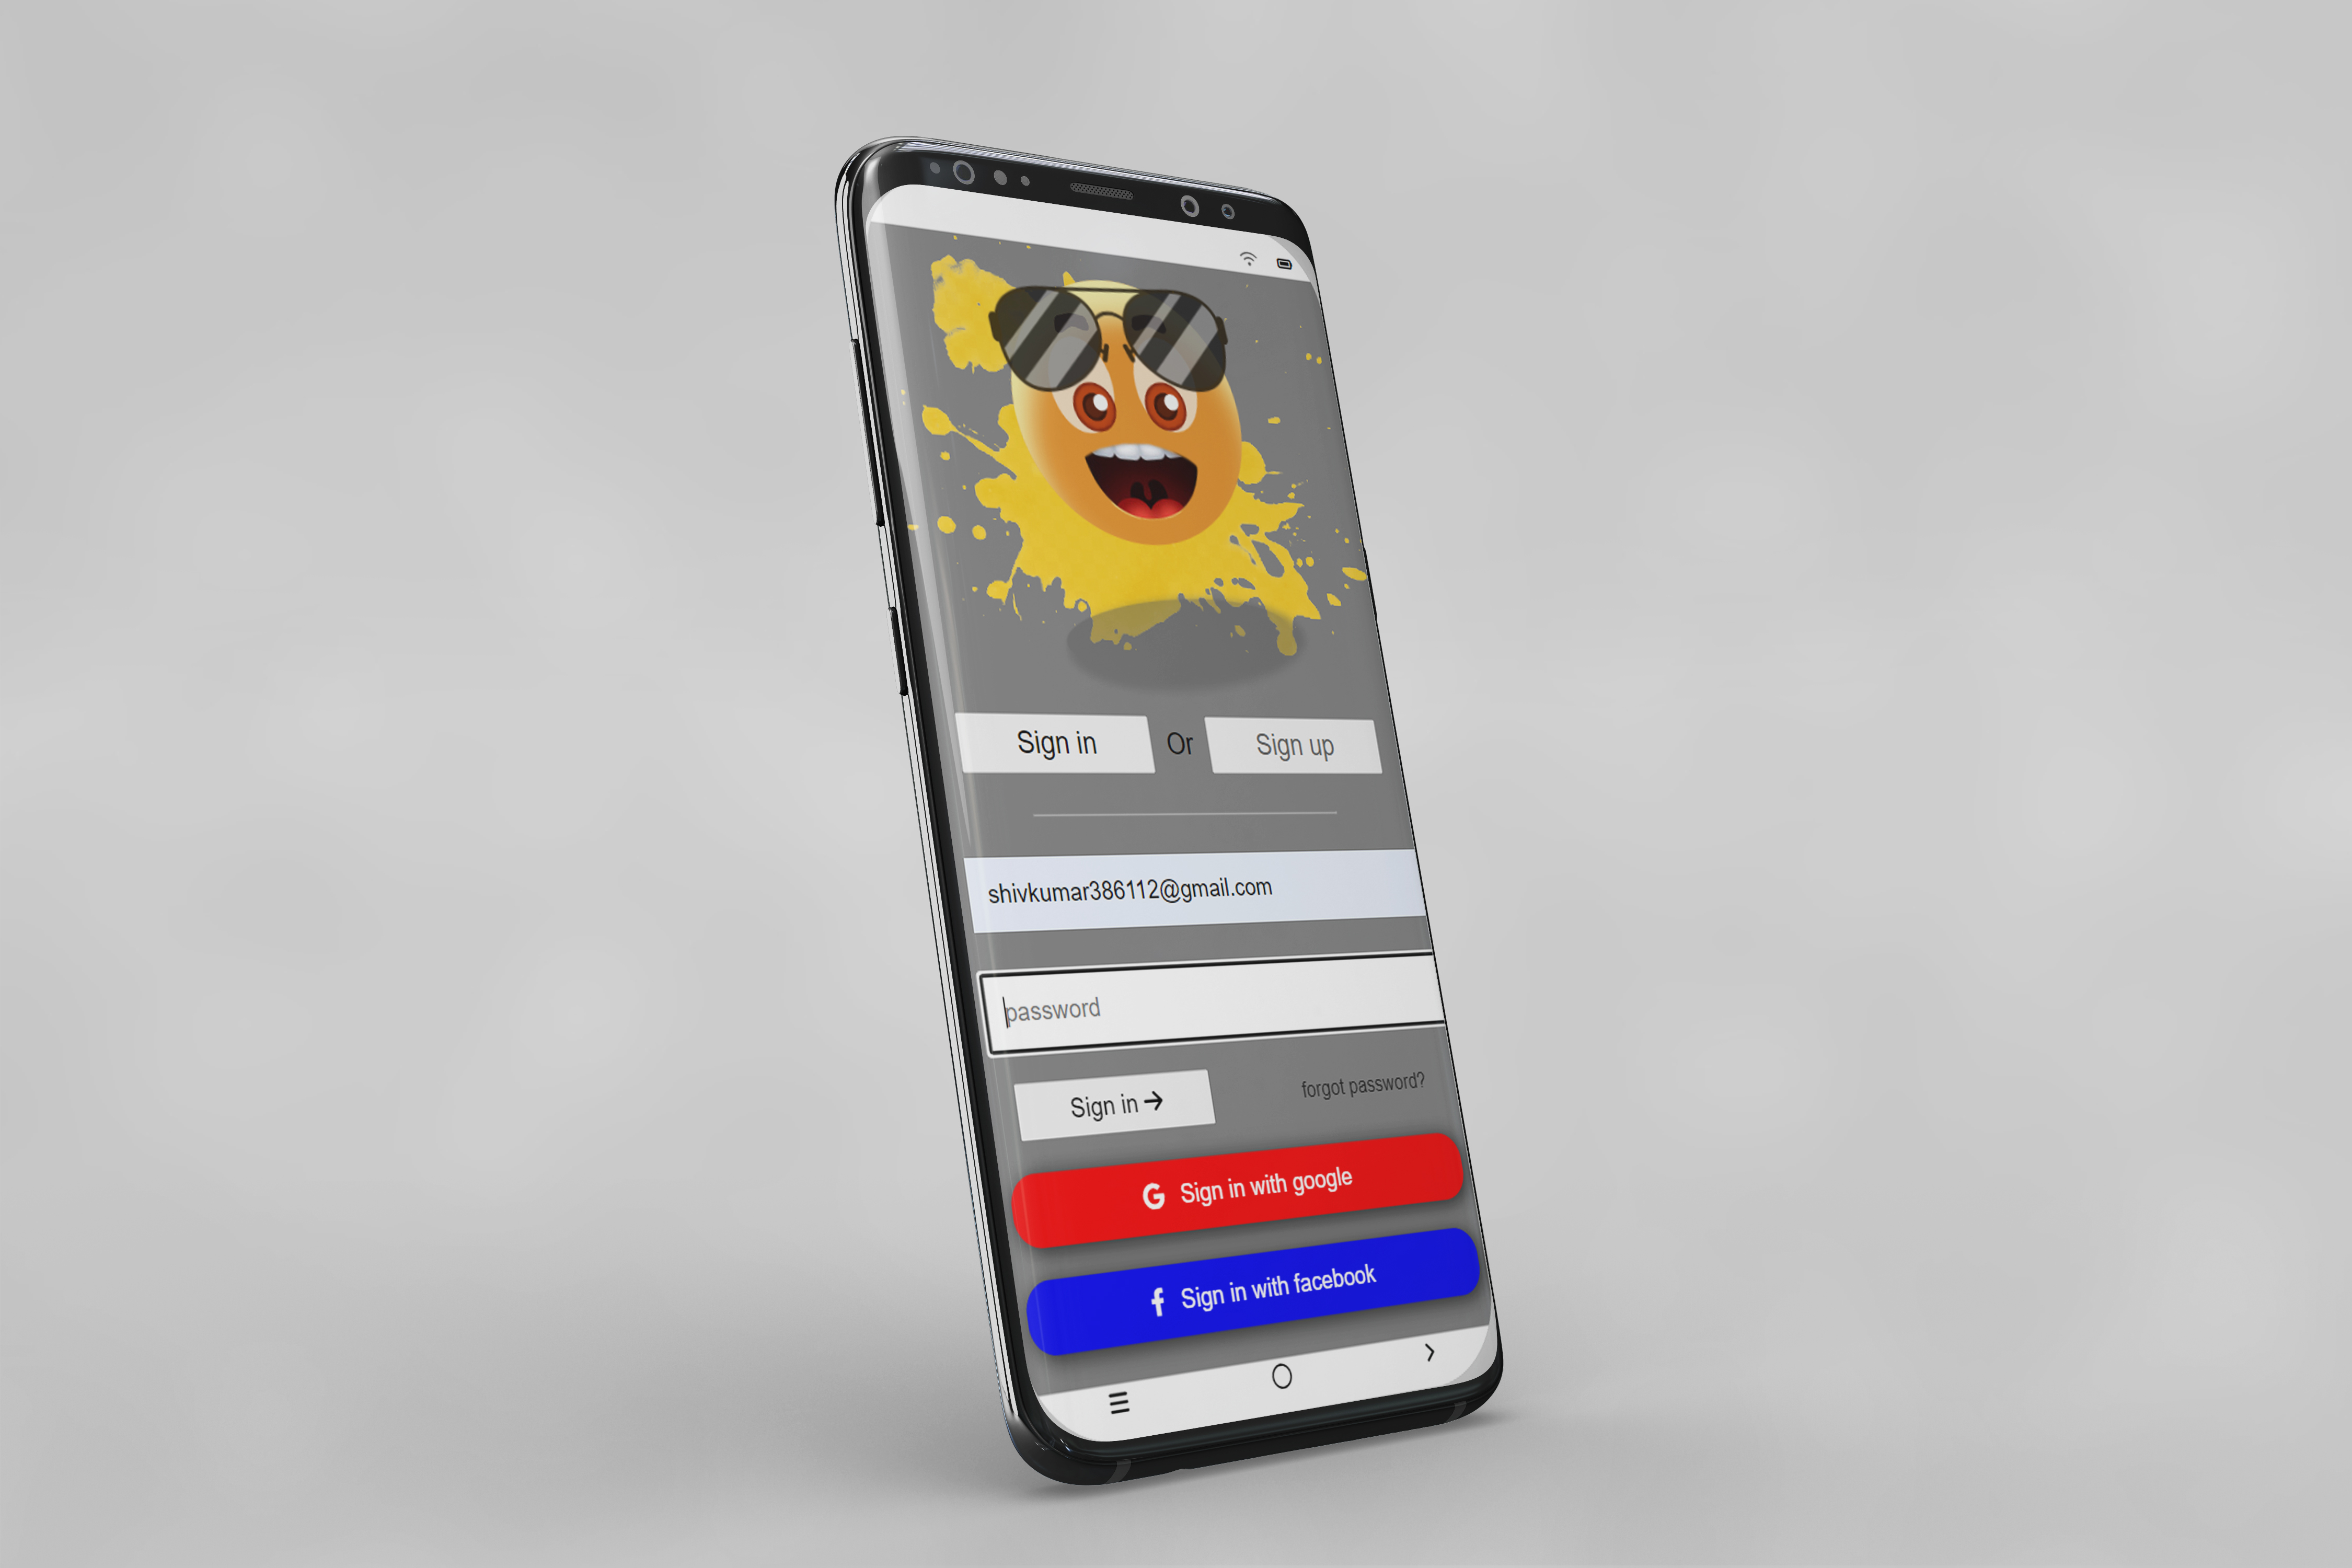 Sign in Or Sign up
shivkumar386112@gmail.com
password
Sign in
forgot password?
Sign in with google
Sign in with facebook